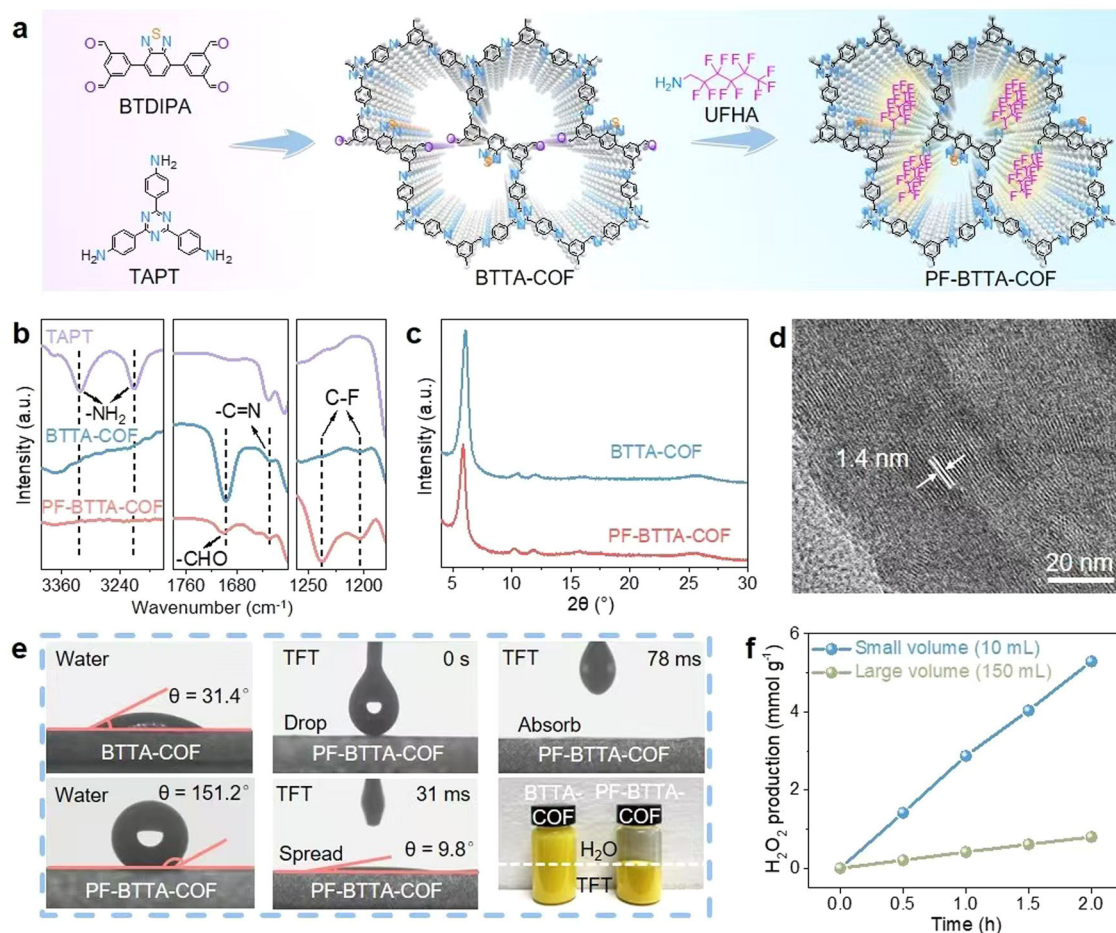 a
BTDIPA
TAPT
BTTA-COF
UFHA
PF-BTTA-COF
O
O
O
O
S
N
N
NH₂
H₂N
NH₂
N
N
N
H₂N
F F F F F
F
F
F F F F
b
TAPT
-NH₂
BTTA-COF
PF-BTTA-COF
-C=N
-CHO
C-F
Intensity (a.u.)
3360 3240 1760 1680 1250 1200
Wavenumber (cm⁻¹)
c
BTTA-COF
PF-BTTA-COF
Intensity (a.u.)
5 10 15 20 25 30
2θ (°)
d
1.4 nm
20 nm
e
Water
θ = 31.4°
BTTA-COF
TFT 0 s
Drop
PF-BTTA-COF
TFT 78 ms
Absorb
PF-BTTA-COF
Water θ = 151.2°
PF-BTTA-COF
TFT 31 ms
Spread θ = 9.8°
PF-BTTA-COF
BTTA- PF-BTTA-
COF COF
H₂O
TFT
f
Small volume (10 mL)
Large volume (150 mL)
H₂O₂ production (mmol g⁻¹)
6
4
2
0
0.0 0.5 1.0 1.5 2.0
Time (h)